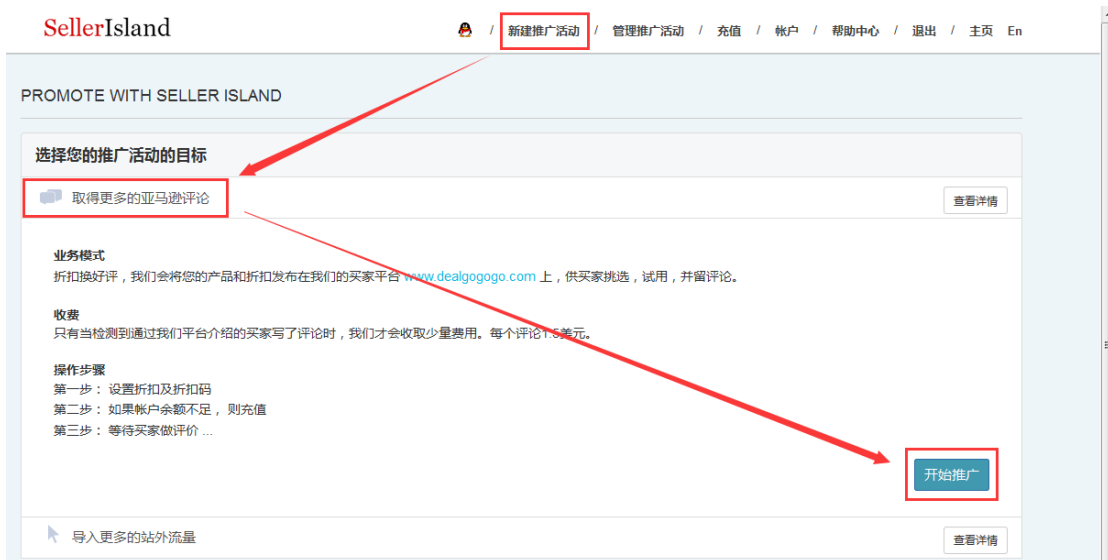 SellerIsland
/ 新建推广活动 / 管理推广活动 / 充值 / 帐户 / 帮助中心 / 退出 / 主页 En
PROMOTE WITH SELLER ISLAND
选择您的推广活动的目标
取得更多的亚马逊评论 查看详情
业务模式
折扣换好评，我们会将您的产品和折扣发布在我们的买家平台 www.dealgogogo.com 上，供买家挑选，试用，并留评论。
收费
只有当检测到通过我们平台介绍的买家写了评论时，我们才会收取少量费用。每个评论1.5美元。
操作步骤
第一步： 设置折扣及折扣码
第二步： 如果帐户余额不足， 则充值
第三步： 等待买家做评价 ...
开始推广
导入更多的站外流量 查看详情